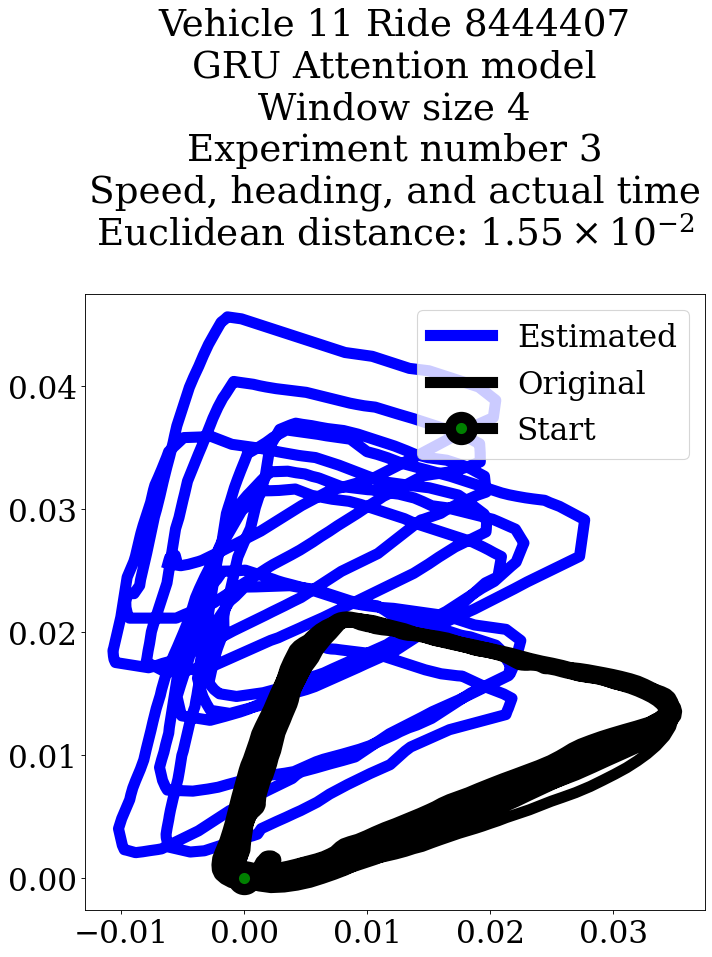 Vehicle 11 Ride 8444407
GRU Attention model
Window size 4
Experiment number 3
Speed, heading, and actual time
Euclidean distance: 1.55 × 10⁻²
Estimated
Original
Start
0.04
0.03
0.02
0.01
0.00
−0.01 0.00 0.01 0.02 0.03